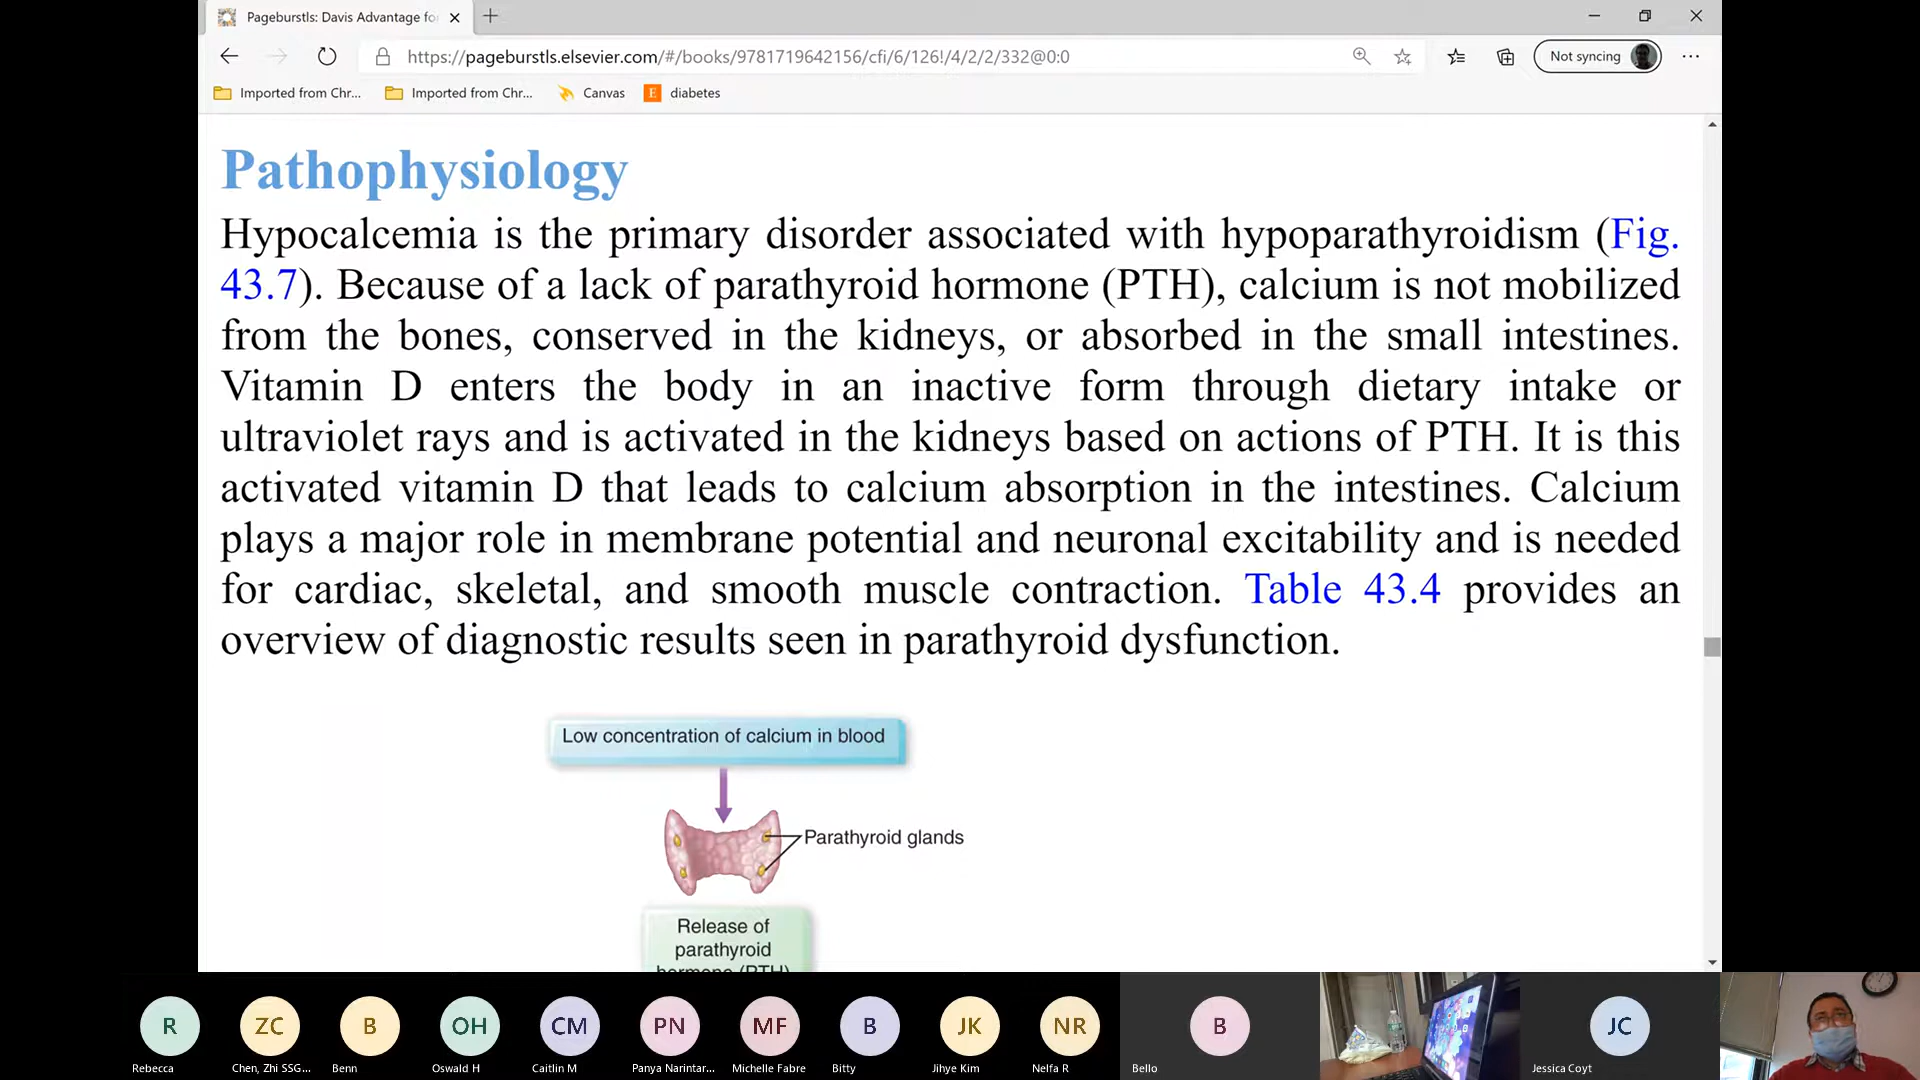 Pageburstls: Davis Advantage fo
https://pageburstls.elsevier.com/#/books/9781719642156/cfi/6/126!/4/2/2/332@0:0
Not syncing
Imported from Chr...
Imported from Chr...
Canvas
E
diabetes
Pathophysiology
Hypocalcemia is the primary disorder associated with hypoparathyroidism (Fig.
43.7). Because of a lack of parathyroid hormone (PTH), calcium is not mobilized
from the bones, conserved in the kidneys, or absorbed in the small intestines.
Vitamin D enters the body in an inactive form through dietary intake or
ultraviolet rays and is activated in the kidneys based on actions of PTH. It is this
activated vitamin D that leads to calcium absorption in the intestines. Calcium
plays a major role in membrane potential and neuronal excitability and is needed
for cardiac, skeletal, and smooth muscle contraction. Table 43.4 provides an
overview of diagnostic results seen in parathyroid dysfunction.
Low concentration of calcium in blood
Parathyroid glands
Release of
parathyroid
hormone (PTH)
R
ZC
B
OH
CM
PN
MF
B
JK
NR
B
JC
Rebecca
Chen, Zhi SSG...
Benn
Oswald H
Caitlin M
Panya Narintar...
Michelle Fabre
Bitty
Jihye Kim
Nelfa R
Bello
Jessica Coyt